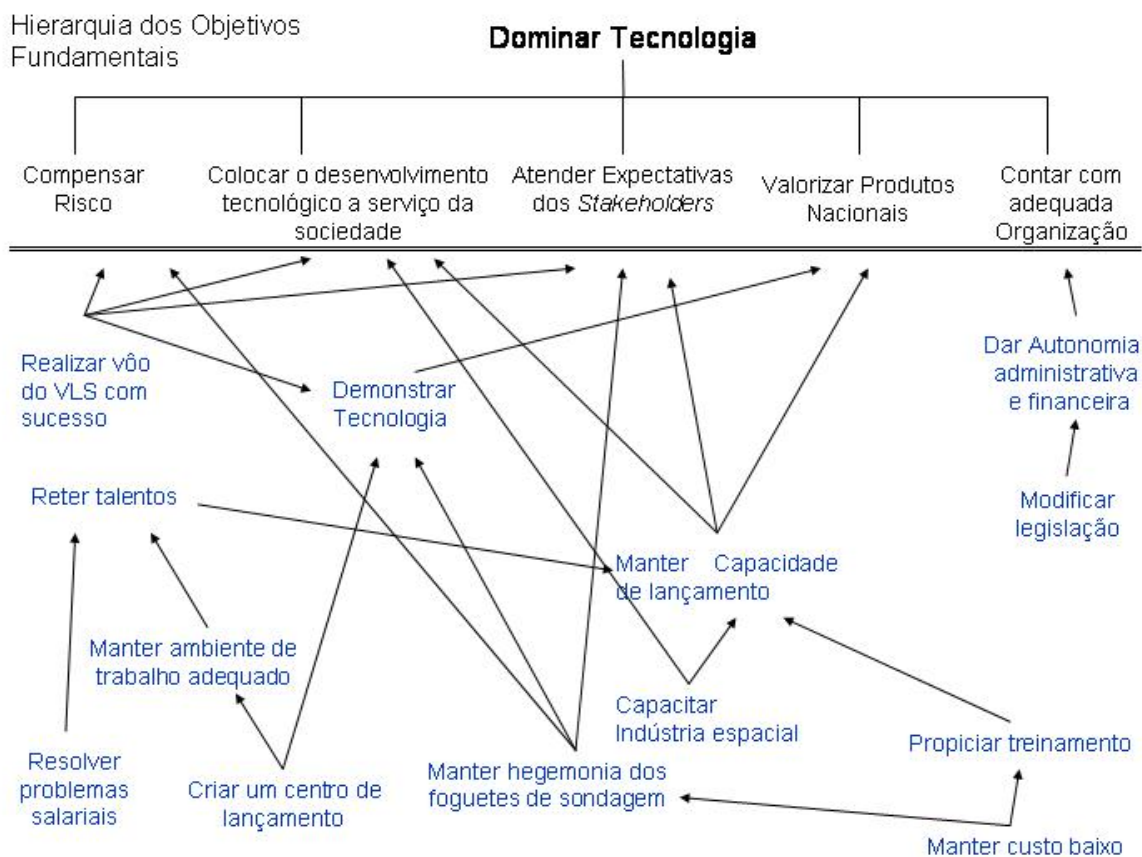 Hierarquia dos Objetivos
Fundamentais
Dominar Tecnologia
Compensar
Risco
Colocar o desenvolvimento
tecnológico a serviço da
sociedade
Atender Expectativas
dos Stakeholders
Valorizar Produtos
Nacionais
Contar com
adequada
Organização
Realizar vôo
do VLS com
sucesso
Demonstrar
Tecnologia
Dar Autonomia
administrativa
e financeira
Reter talentos
Modificar
legislação
Manter Capacidade
de lançamento
Manter ambiente de
trabalho adequado
Capacitar
Indústria espacial
Propiciar treinamento
Resolver
problemas
salariais
Criar um centro de
lançamento
Manter hegemonia dos
foguetes de sondagem
Manter custo baixo